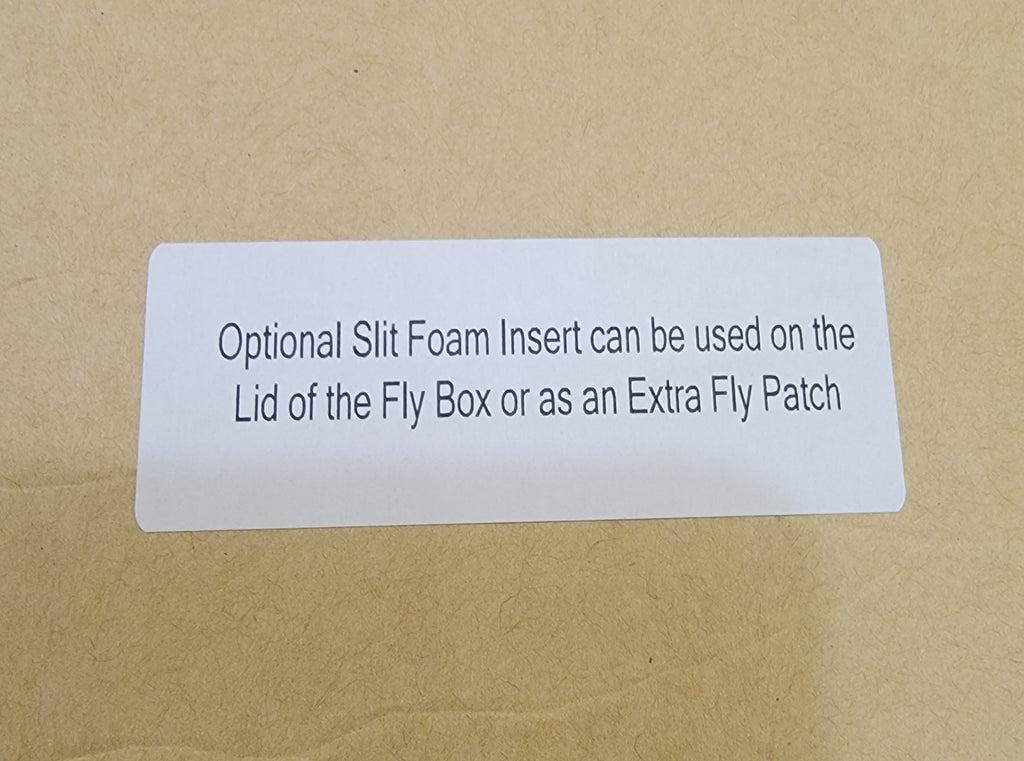 Optional Slit Foam Insert can be used on the
Lid of the Fly Box or as an Extra Fly Patch